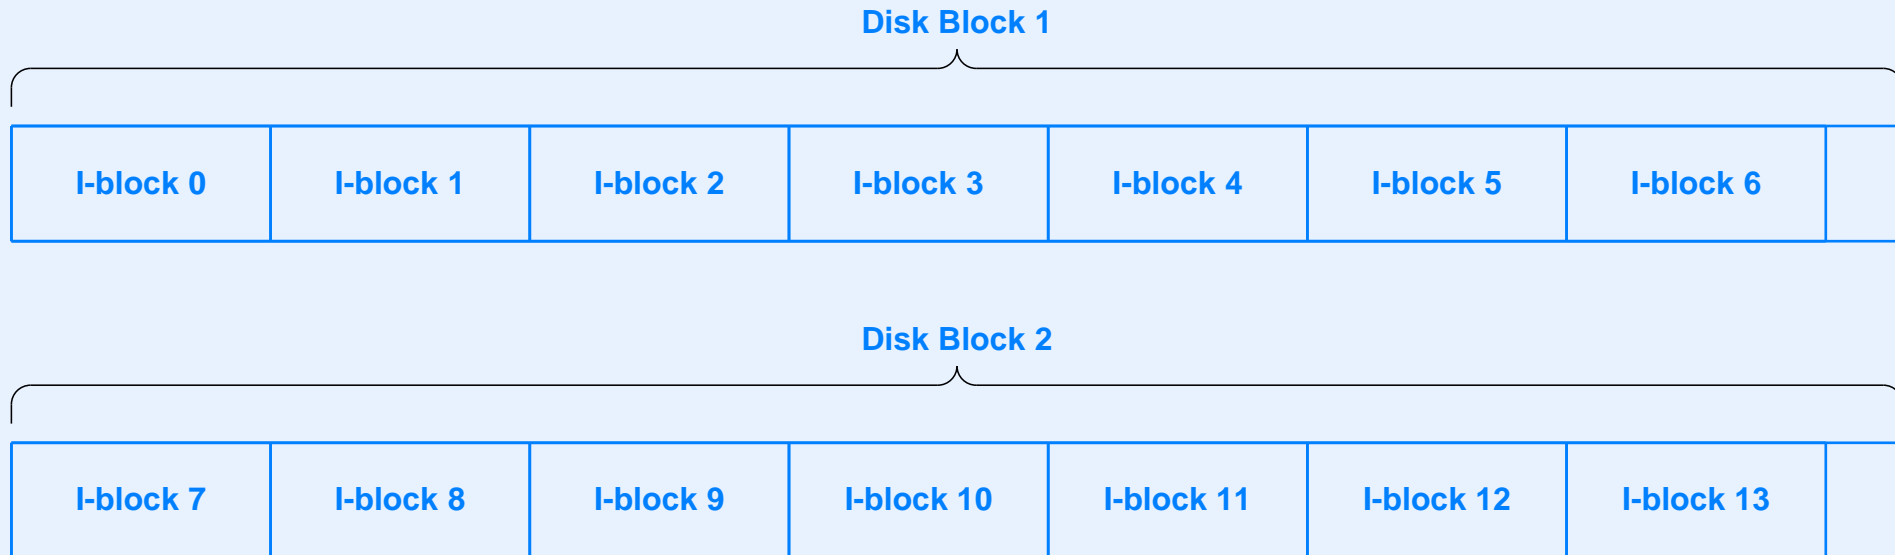 Disk Block 1
I-block 0 I-block 1 I-block 2 I-block 3 I-block 4 I-block 5 I-block 6
Disk Block 2
I-block 7 I-block 8 I-block 9 I-block 10 I-block 11 I-block 12 I-block 13